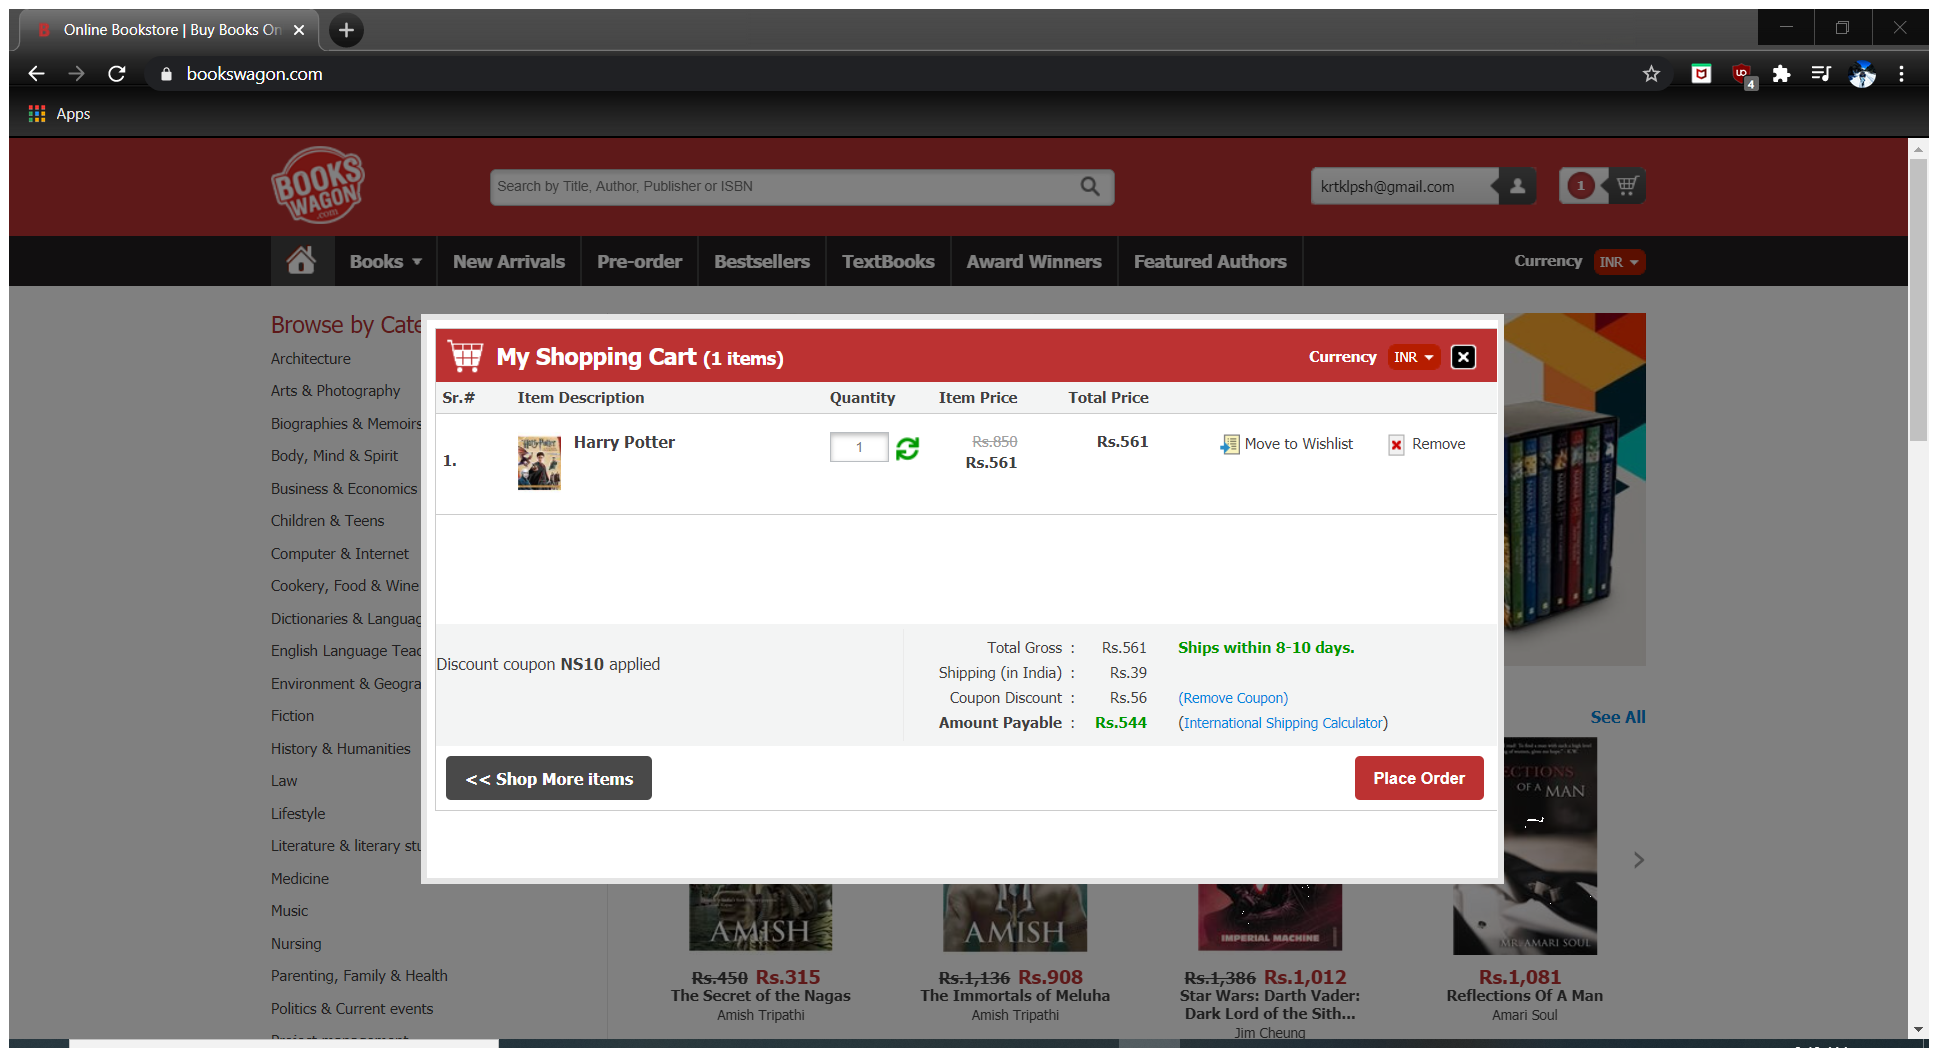 Online Bookstore | Buy Books On
bookswagon.com
4
Apps
BOOKS WAGON .com
Search by Title, Author, Publisher or ISBN
krtklpsh@gmail.com
1
Books
New Arrivals
Pre-order
Bestsellers
TextBooks
Award Winners
Featured Authors
Currency INR
Browse by Cate
Architecture
Arts & Photography
Biographies & Memoirs
Body, Mind & Spirit
Business & Economics
Children & Teens
Computer & Internet
Cookery, Food & Wine
Dictionaries & Languag
English Language Teac
Environment & Geogra
Fiction
History & Humanities
Law
Lifestyle
Literature & literary stu
Medicine
Music
Nursing
Parenting, Family & Health
Politics & Current events
My Shopping Cart (1 items)
Currency INR
Sr.# Item Description Quantity Item Price Total Price
1. Harry Potter 1 Rs.850 Rs.561 Move to Wishlist Remove
Rs.561
Discount coupon NS10 applied
Total Gross : Rs.561 Ships within 8-10 days.
Shipping (in India) : Rs.39
Coupon Discount : Rs.56 (Remove Coupon)
Amount Payable : Rs.544 (International Shipping Calculator)
<< Shop More items
Place Order
See All
ECTIONS
OF A MAN
AMISH
AMISH
IMPERIAL MACHINE
MR. AMARI SOUL
Rs.450 Rs.315
The Secret of the Nagas
Amish Tripathi
Rs.1,136 Rs.908
The Immortals of Meluha
Amish Tripathi
Rs.1,386 Rs.1,012
Star Wars: Darth Vader:
Dark Lord of the Sith...
Jim Cheung
Rs.1,081
Reflections Of A Man
Amari Soul